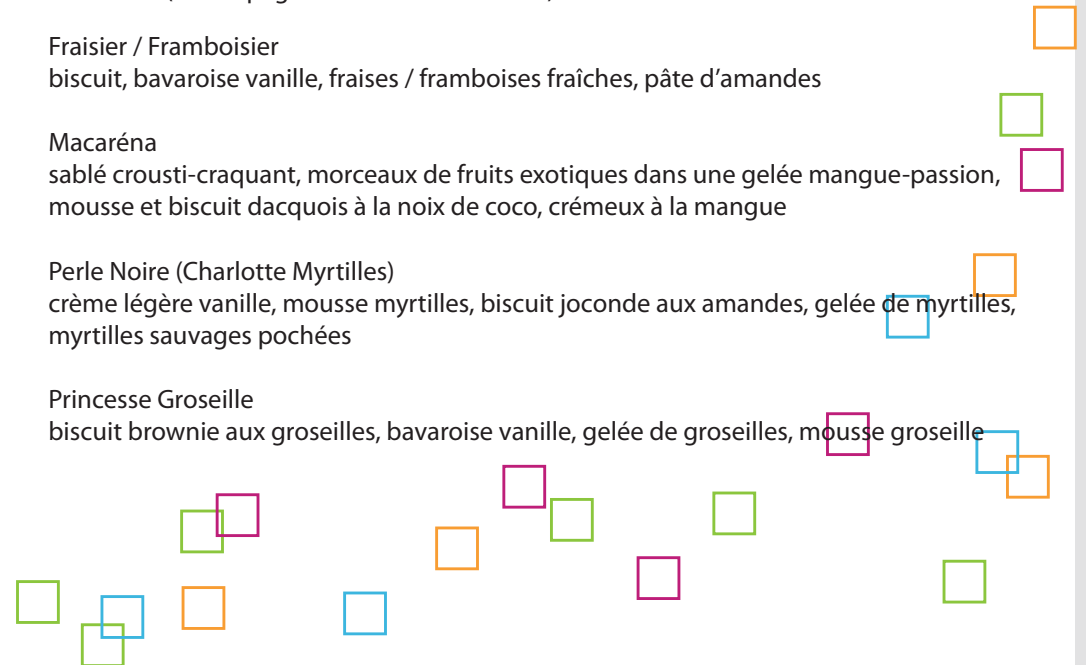 Fraisier / Framboisier
biscuit, bavaroise vanille, fraises / framboises fraîches, pâte d’amandes
Macaréna
sablé crousti-craquant, morceaux de fruits exotiques dans une gelée mangue-passion,
mousse et biscuit dacquois à la noix de coco, crémeux à la mangue
Perle Noire (Charlotte Myrtilles)
crème légère vanille, mousse myrtilles, biscuit joconde aux amandes, gelée de myrtilles,
myrtilles sauvages pochées
Princesse Groseille
biscuit brownie aux groseilles, bavaroise vanille, gelée de groseilles, mousse groseille